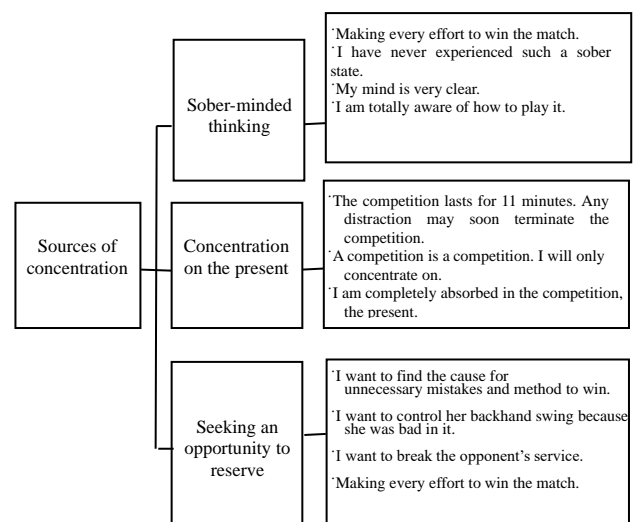 Sources of
concentration
Sober-minded
thinking
˙Making every effort to win the match.
˙I have never experienced such a sober
state.
˙My mind is very clear.
˙I am totally aware of how to play it.
Concentration
on the present
˙The competition lasts for 11 minutes. Any
distraction may soon terminate the
competition.
˙A competition is a competition. I will only
concentrate on.
˙I am completely absorbed in the competition,
the present.
Seeking an
opportunity to
reserve
˙I want to find the cause for
unnecessary mistakes and method to win.
˙I want to control her backhand swing because
she was bad in it.
˙I want to break the opponent’s service.
˙Making every effort to win the match.